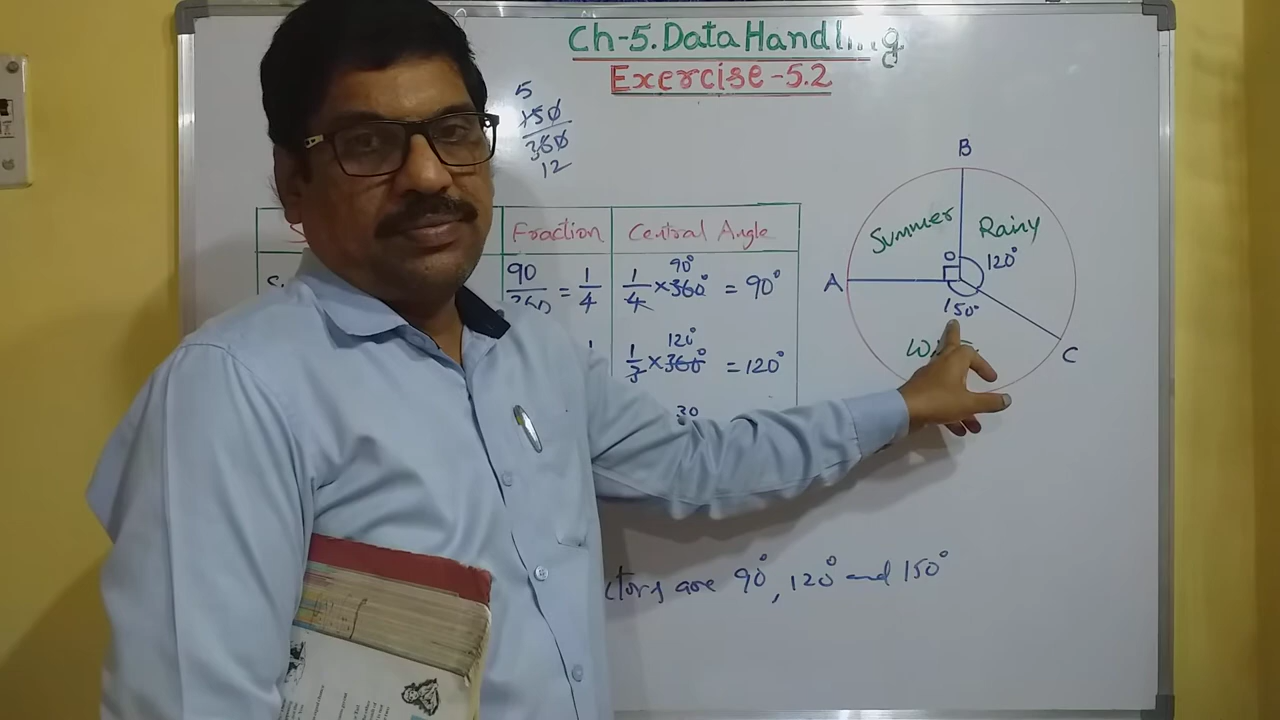 Ch-5. Data Handling
Exercise -5.2
5
150
360
12
Fraction
Central Angle
90/360 = 1/4
1/4 × 360° = 90°
90°
1/3 × 360° = 120°
120°
30
B
Summer
Rainy
A
O
120°
150°
C
are 90°, 120° and 150°